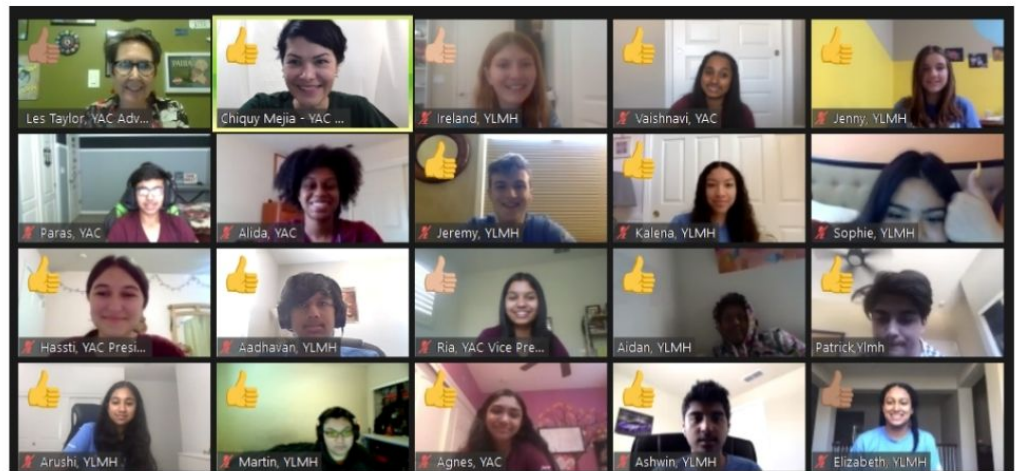 Les Taylor, YAC Adv...
Chiquy Mejia - YAC ...
Ireland, YLMH
Vaishnavi, YAC
Jenny, YLMH
Paras, YAC
Alida, YAC
Jeremy, YLMH
Kalena, YLMH
Sophie, YLMH
Hassti, YAC Presi...
Aadhavan, YLMH
Ria, YAC Vice Pre...
Aidan, YLMH
Patrick,Ylmh
Arushi, YLMH
Martin, YLMH
Agnes, YAC
Ashwin, YLMH
Elizabeth, YLMH